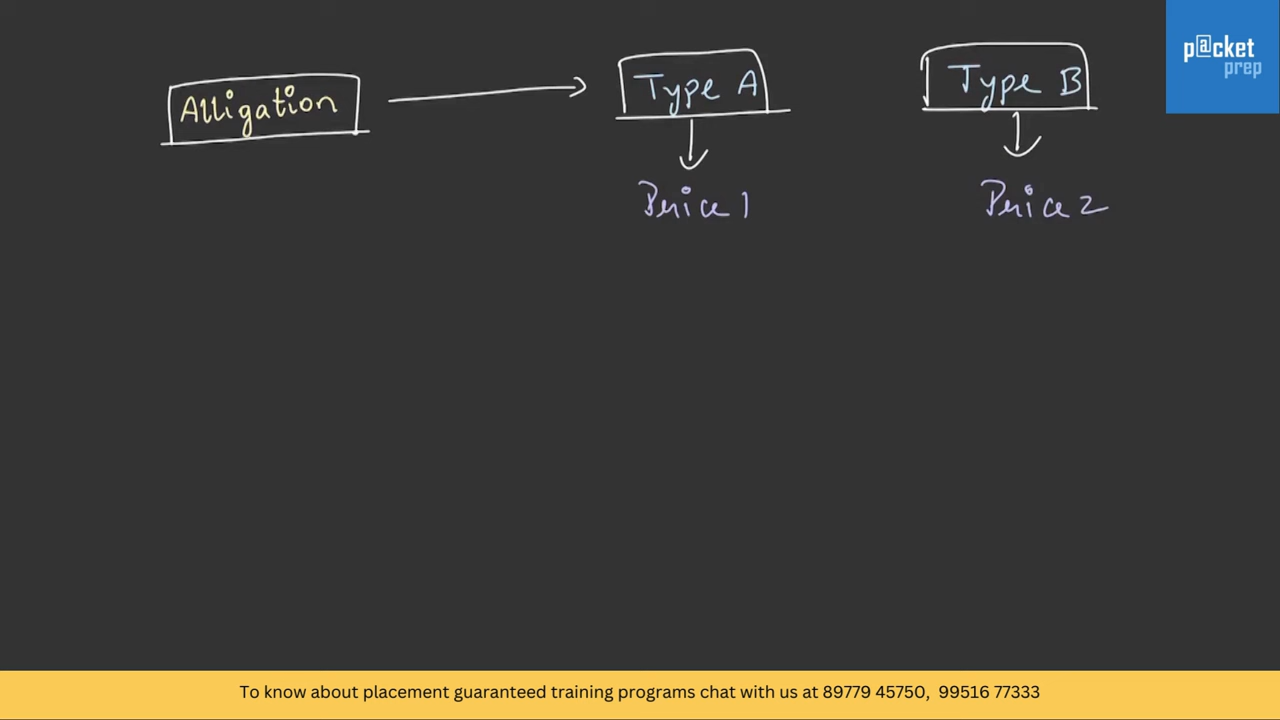 Alligation
Type A
Type B
Price 1
Price 2
p@cket
prep
To know about placement guaranteed training programs chat with us at 89779 45750, 99516 77333